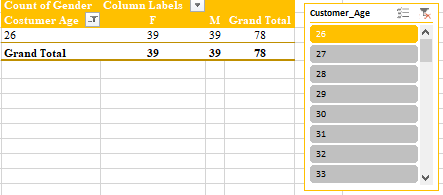 Count of Gender Column Labels
Costumer Age F M Grand Total
26 39 39 78
Grand Total 39 39 78
Customer_Age
26
27
28
29
30
31
32
33